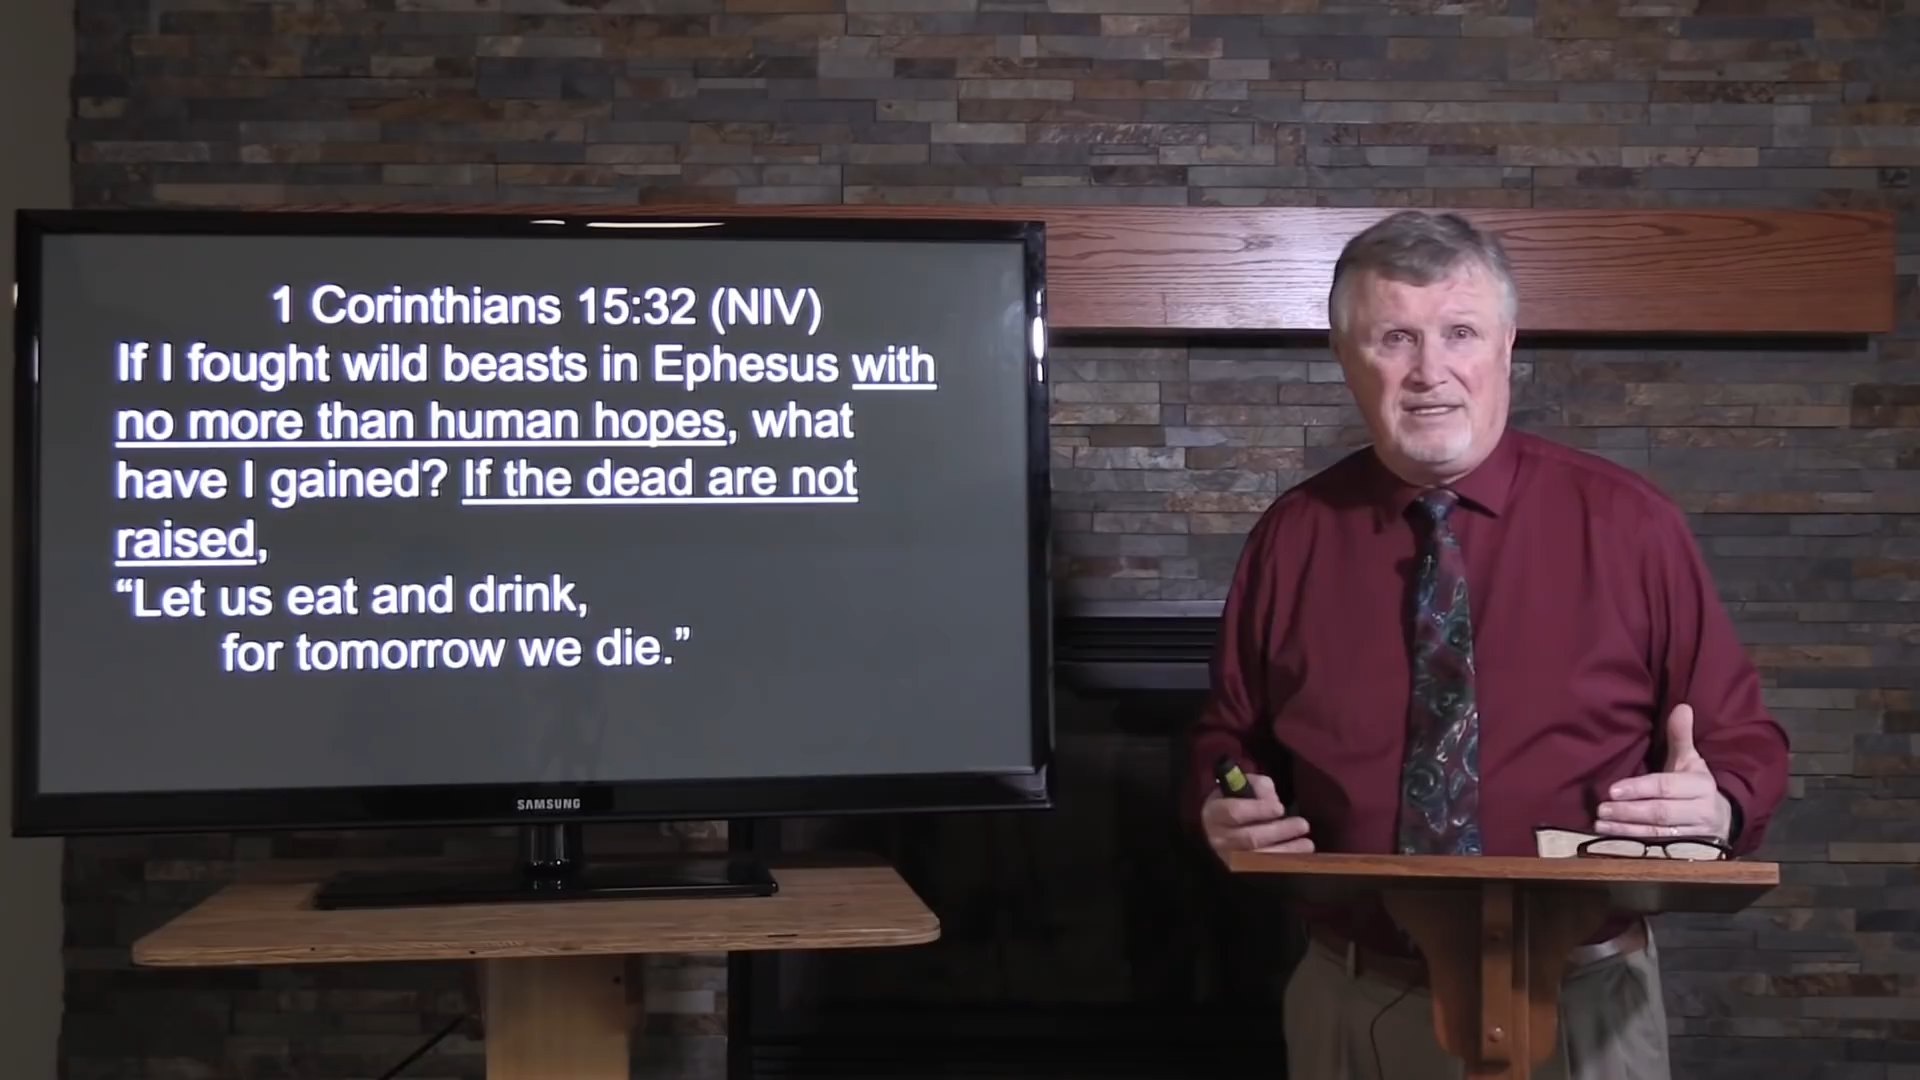 1 Corinthians 15:32 (NIV)
If I fought wild beasts in Ephesus with
no more than human hopes, what
have I gained? If the dead are not
raised,
“Let us eat and drink,
for tomorrow we die.”
SAMSUNG